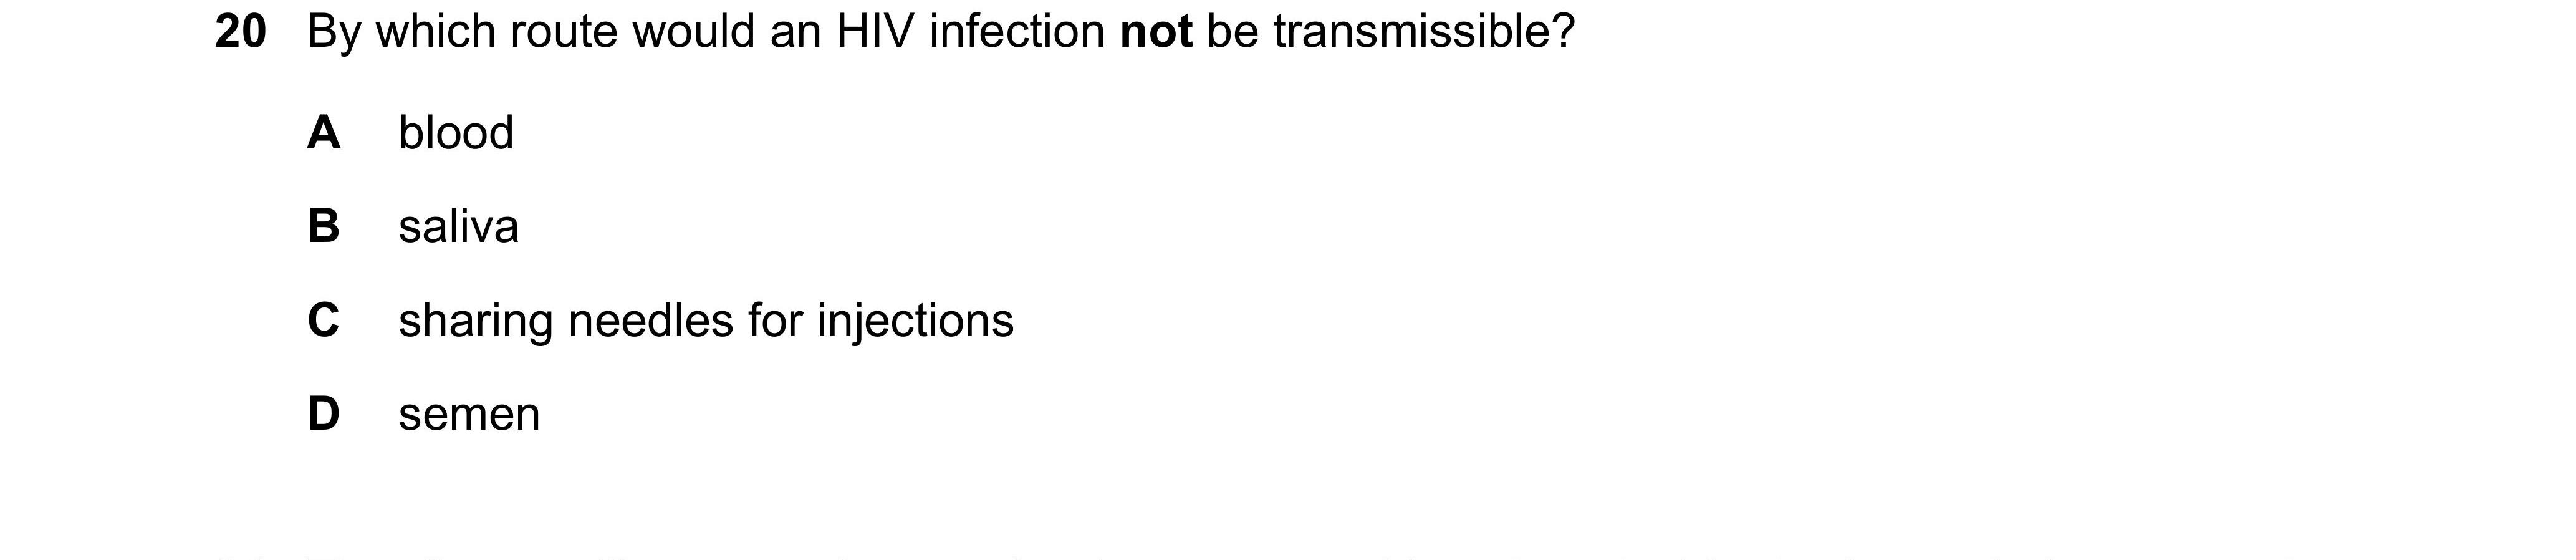 20 By which route would an HIV infection not be transmissible?
A blood
B saliva
C sharing needles for injections
D semen